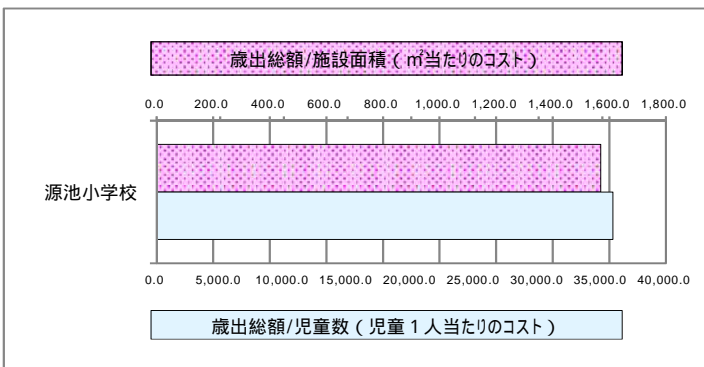 歳出総額/施設面積（㎡当たりのコスト）
0.0 200.0 400.0 600.0 800.0 1,000.0 1,200.0 1,400.0 1,600.0 1,800.0
源池小学校
0.0 5,000.0 10,000.0 15,000.0 20,000.0 25,000.0 30,000.0 35,000.0 40,000.0
歳出総額/児童数（児童１人当たりのコスト）